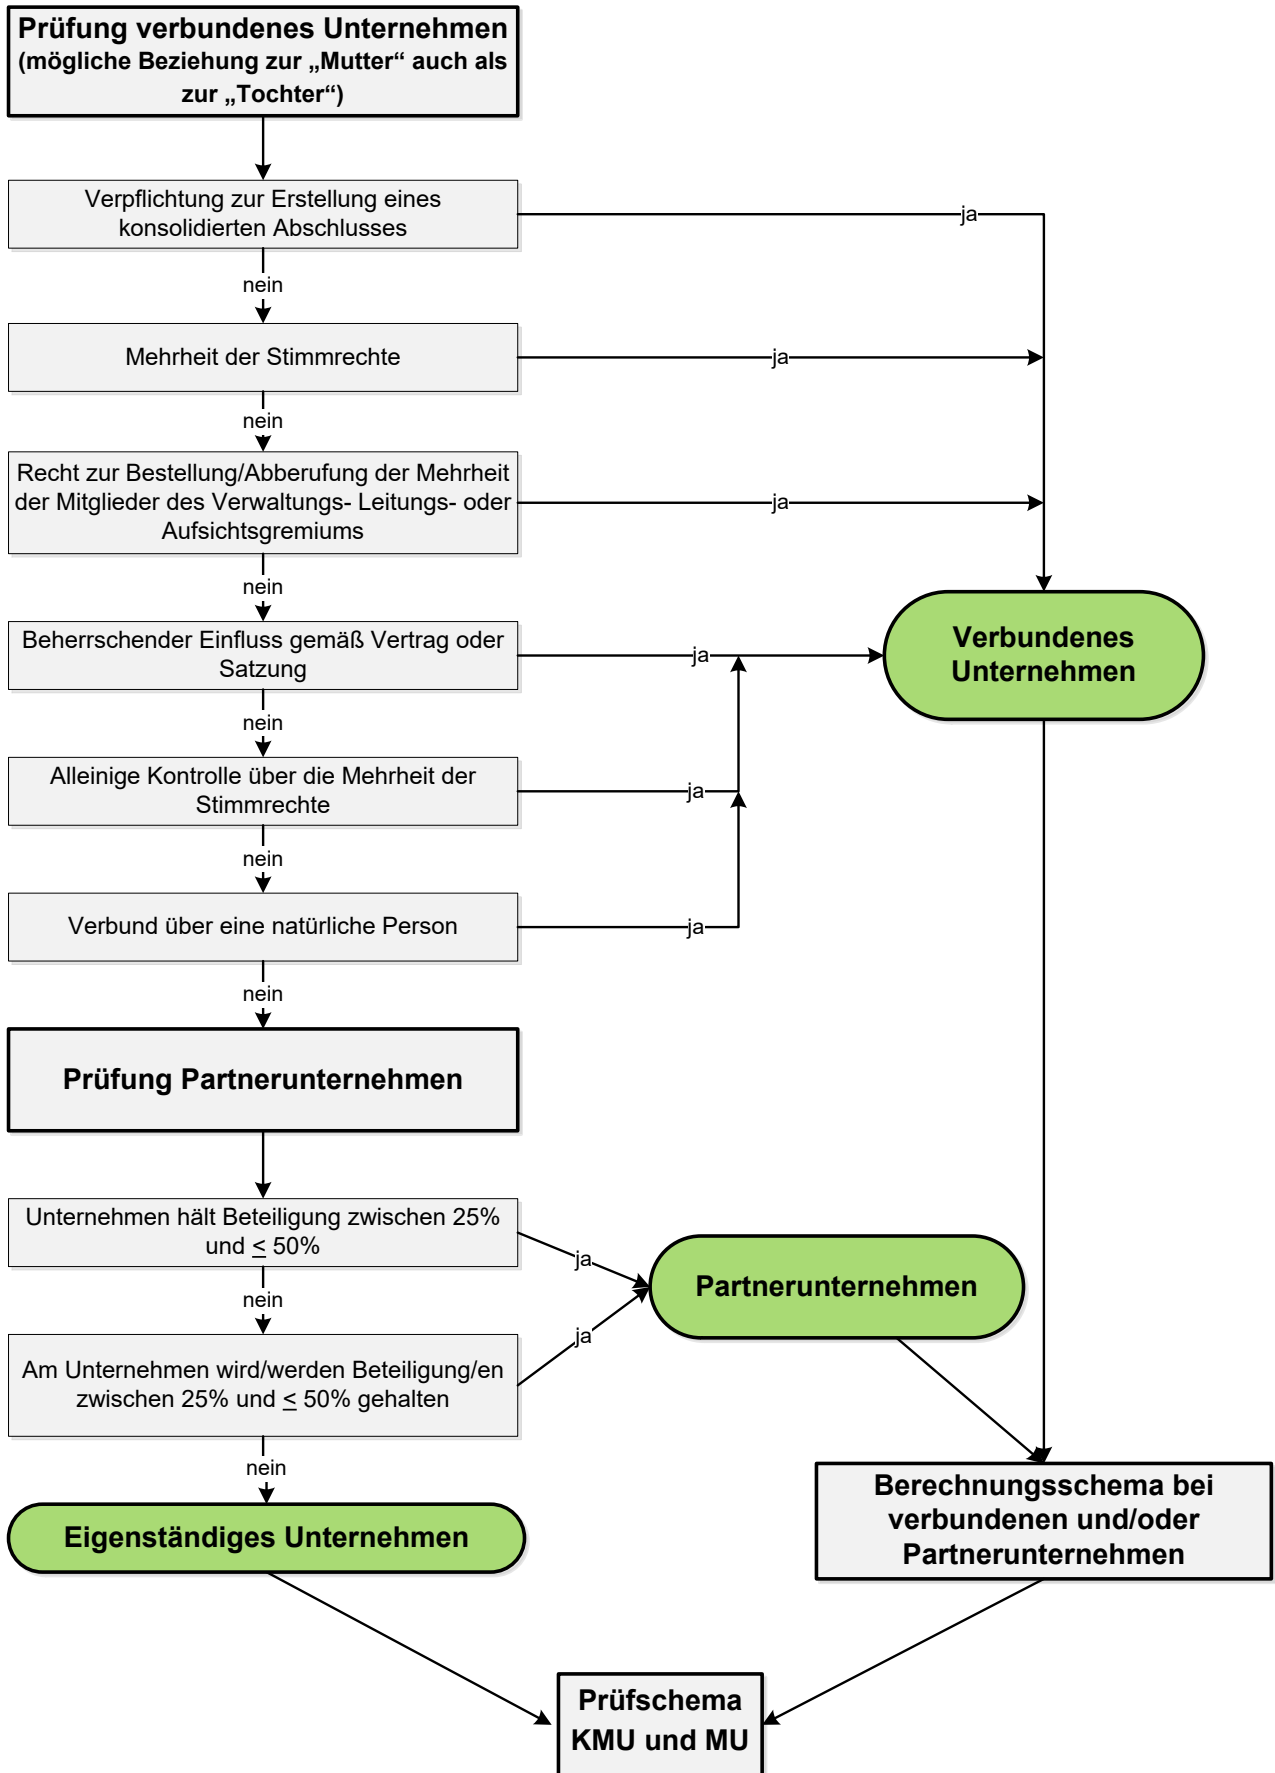 Prüfung verbundenes Unternehmen
(mögliche Beziehung zur „Mutter“ auch als
zur „Tochter“)
Verpflichtung zur Erstellung eines
konsolidierten Abschlusses
ja
nein
Mehrheit der Stimmrechte
ja
nein
Recht zur Bestellung/Abberufung der Mehrheit
der Mitglieder des Verwaltungs- Leitungs- oder
Aufsichtsgremiums
ja
nein
Beherrschender Einfluss gemäß Vertrag oder
Satzung
ja
Verbundenes
Unternehmen
nein
Alleinige Kontrolle über die Mehrheit der
Stimmrechte
ja
nein
Verbund über eine natürliche Person
ja
nein
Prüfung Partnerunternehmen
Unternehmen hält Beteiligung zwischen 25%
und ≤ 50%
ja
Partnerunternehmen
nein
ja
Am Unternehmen wird/werden Beteiligung/en
zwischen 25% und ≤ 50% gehalten
nein
Eigenständiges Unternehmen
Berechnungsschema bei
verbundenen und/oder
Partnerunternehmen
Prüfschema
KMU und MU